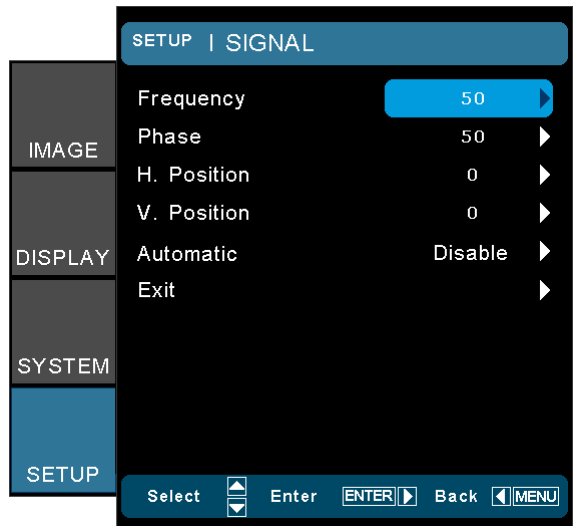 SETUP | SIGNAL
Frequency 50
Phase 50
H. Position 0
V. Position 0
Automatic Disable
Exit
IMAGE
DISPLAY
SYSTEM
SETUP
Select Enter ENTER Back MENU